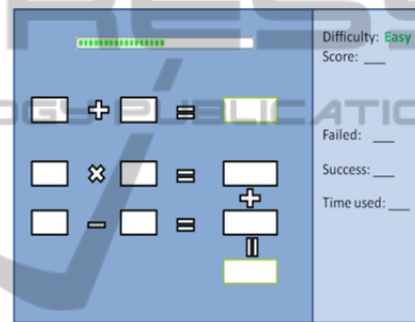 Difficulty: Easy
Score: ___
+ =
Failed: ___
× =
Success: ___
+
Time used: ___
- =
=